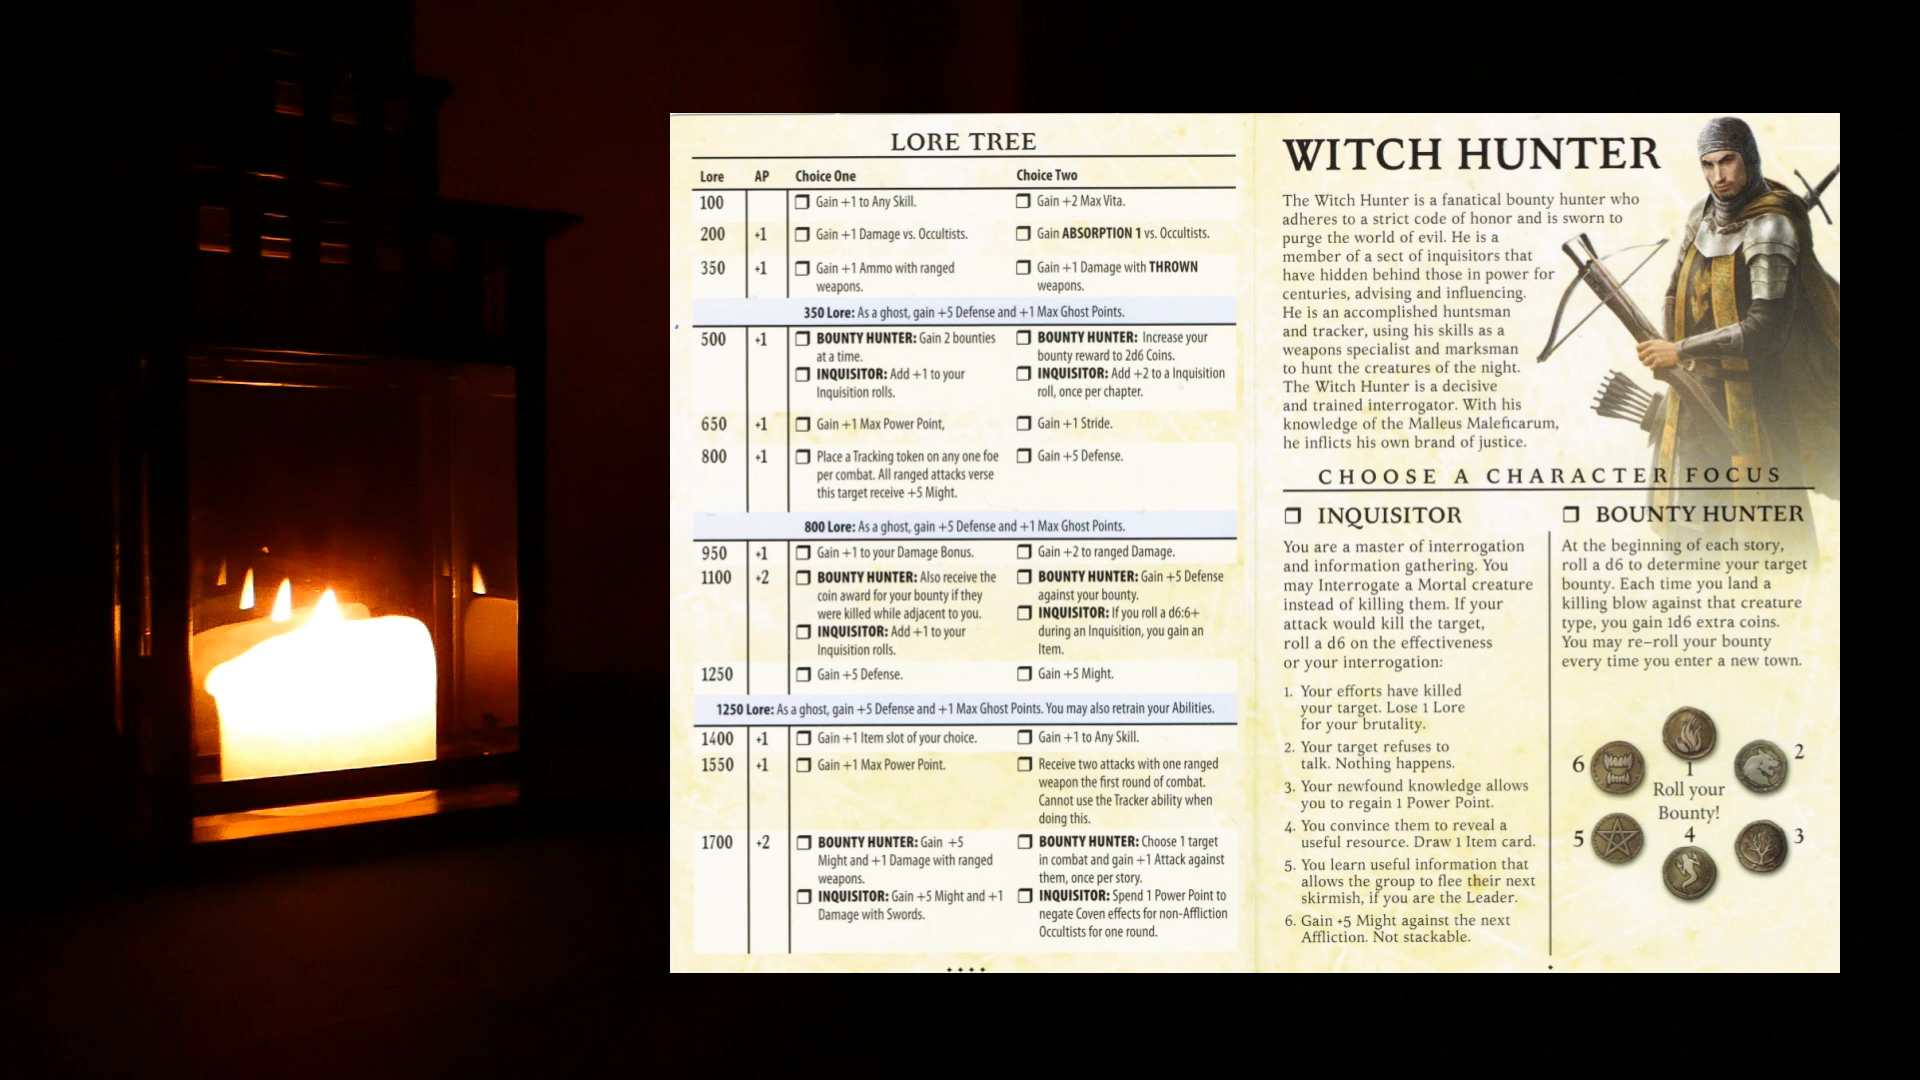 LORE TREE
Lore AP Choice One Choice Two
100 Gain +1 to Any Skill. Gain +2 Max Vita.
200 +1 Gain +1 Damage vs. Occultists. Gain ABSORPTION 1 vs. Occultists.
350 +1 Gain +1 Ammo with ranged Gain +1 Damage with THROWN
weapons. weapons.
350 Lore: As a ghost, gain +5 Defense and +1 Max Ghost Points.
500 +1 BOUNTY HUNTER: Gain 2 bounties BOUNTY HUNTER: Increase your
at a time. bounty reward to 2d6 Coins.
INQUISITOR: Add +1 to your INQUISITOR: Add +2 to a Inquisition
Inquisition rolls. roll, once per chapter.
650 +1 Gain +1 Max Power Point, Gain +1 Stride.
800 +1 Place a Tracking token on any one foe Gain +5 Defense.
per combat. All ranged attacks verse
this target receive +5 Might.
800 Lore: As a ghost, gain +5 Defense and +1 Max Ghost Points.
950 +1 Gain +1 to your Damage Bonus. Gain +2 to ranged Damage.
1100 +2 BOUNTY HUNTER: Also receive the BOUNTY HUNTER: Gain +5 Defense
coin award for your bounty if they against your bounty.
were killed while adjacent to you. INQUISITOR: If you roll a d6:6+
INQUISITOR: Add +1 to your during an Inquisition, you gain an
Inquisition rolls. Item.
1250 Gain +5 Defense. Gain +5 Might.
1250 Lore: As a ghost, gain +5 Defense and +1 Max Ghost Points. You may also retrain your Abilities.
1400 +1 Gain +1 Item slot of your choice. Gain +1 to Any Skill.
1550 +1 Gain +1 Max Power Point. Receive two attacks with one ranged
weapon the first round of combat.
Cannot use the Tracker ability when
doing this.
1700 +2 BOUNTY HUNTER: Gain +5 BOUNTY HUNTER: Choose 1 target
Might and +1 Damage with ranged in combat and gain +1 Attack against
weapons. them, once per story.
INQUISITOR: Gain +5 Might and +1 INQUISITOR: Spend 1 Power Point to
Damage with Swords. negate Coven effects for non-Affliction
Occultists for one round.
WITCH HUNTER
The Witch Hunter is a fanatical bounty hunter who
adheres to a strict code of honor and is sworn to
purge the world of evil. He is a
member of a sect of inquisitors that
have hidden behind those in power for
centuries, advising and influencing.
He is an accomplished huntsman
and tracker, using his skills as a
weapons specialist and marksman
to hunt the creatures of the night.
The Witch Hunter is a decisive
and trained interrogator. With his
knowledge of the Malleus Maleficarum,
he inflicts his own brand of justice.
CHOOSE A CHARACTER FOCUS
INQUISITOR
You are a master of interrogation
and information gathering. You
may Interrogate a Mortal creature
instead of killing them. If your
attack would kill the target,
roll a d6 on the effectiveness
or your interrogation:
1. Your efforts have killed
your target. Lose 1 Lore
for your brutality.
2. Your target refuses to
talk. Nothing happens.
3. Your newfound knowledge allows
you to regain 1 Power Point.
4. You convince them to reveal a
useful resource. Draw 1 Item card.
5. You learn useful information that
allows the group to flee their next
skirmish, if you are the Leader.
6. Gain +5 Might against the next
Affliction. Not stackable.
BOUNTY HUNTER
At the beginning of each story,
roll a d6 to determine your target
bounty. Each time you land a
killing blow against that creature
type, you gain 1d6 extra coins.
You may re-roll your bounty
every time you enter a new town.
6 1 2
Roll your
Bounty!
5 4 3